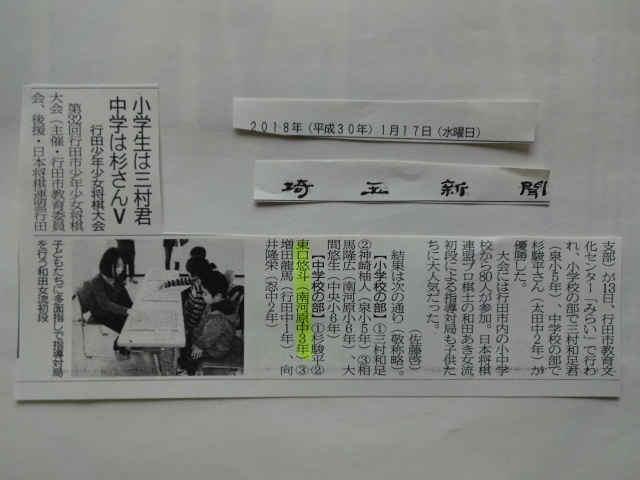 2018年(平成30年)1月17日(水曜日)
埼玉新聞
小学生は三村君
中学は杉さんV
行田少年少女将棋大会
第32回行田市少年少女将棋
大会(主催・行田市教育委員
会、後援・日本将棋連盟行田
支部)が13日、行田市教育文
化センター「みらい」で行わ
れ、小学校の部で三村和足君
(泉小5年)、中学校の部で
杉駿平さん(太田中2年)が
優勝した。
大会には行田市内の小中学
校から80人が参加。日本将棋
連盟プロ棋士の和田あき女流
初段による指導対局も子供た
ちに大人気だった。
(佐藤啓)
結果は次の通り(敬称略)。
【小学校の部】①三村和足
②神崎柚人(泉小5年)③相
馬隆広(南河原小6年)、大
間悠生(中央小6年)
【中学校の部】①杉駿平②
東口悠斗(南河原中3年)③
増田龍馬(行田中1年)、向
井隆栄(忍中2年)
子どもたちに多面指しで指導対局
を行う和田女流初段